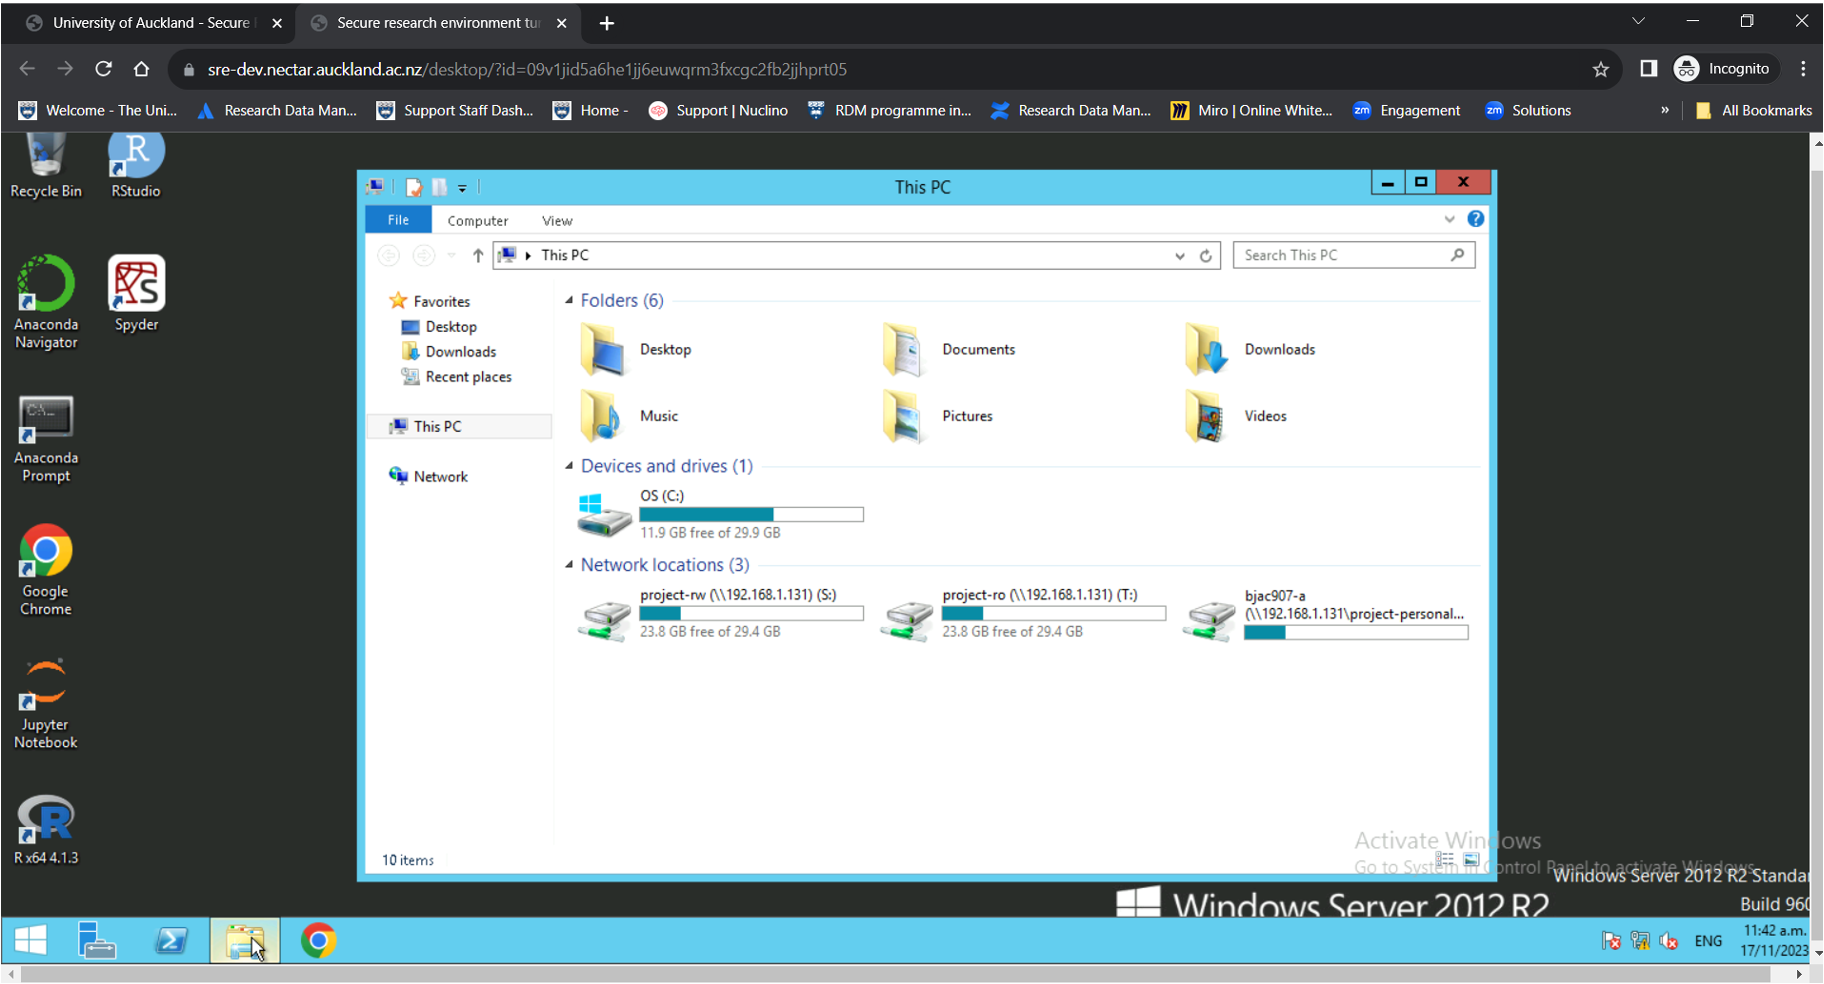 University of Auckland - Secure
Secure research environment tu
sre-dev.nectar.auckland.ac.nz/desktop/?id=09v1jid5a6he1jj6euwqrm3fxcgc2fb2jjhprt05
Incognito
Welcome - The Uni...
Research Data Man...
Support Staff Dash...
Home -
Support | Nuclino
RDM programme in...
Research Data Man...
Miro | Online White...
zm
Engagement
zm
Solutions
»
All Bookmarks
Recycle Bin
RStudio
Anaconda
Navigator
Spyder
Anaconda
Prompt
Google
Chrome
Jupyter
Notebook
R x64 4.1.3
This PC
File
Computer
View
This PC
Search This PC
Favorites
Desktop
Downloads
Recent places
This PC
Network
Folders (6)
Desktop
Documents
Downloads
Music
Pictures
Videos
Devices and drives (1)
OS (C:)
11.9 GB free of 29.9 GB
Network locations (3)
project-rw (\\192.168.1.131) (S:)
23.8 GB free of 29.4 GB
project-ro (\\192.168.1.131) (T:)
23.8 GB free of 29.4 GB
bjac907-a
(\\192.168.1.131\project-personal...
10 items
Activate Windows
Go to System in Control Panel to activate Windows.
Windows Server 2012 R2 Standa
Build 960
Windows Server 2012 R2
ENG
11:42 a.m.
17/11/2023